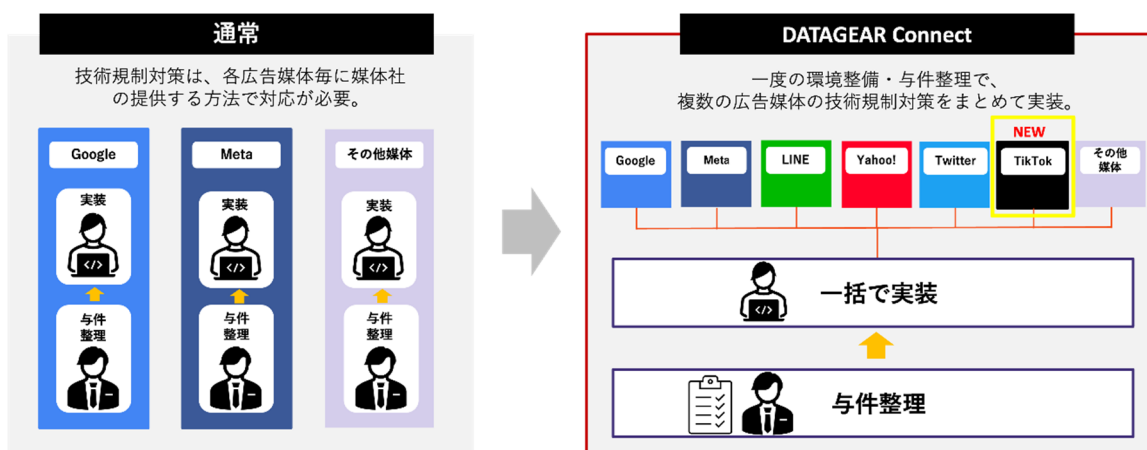 通常
技術規制対策は、各広告媒体毎に媒体社
の提供する方法で対応が必要。
Google
実装
</>
与件
整理
Meta
実装
</>
与件
整理
その他媒体
実装
</>
与件
整理
DATAGEAR Connect
一度の環境整備・与件整理で、
複数の広告媒体の技術規制対策をまとめて実装。
NEW
Google
Meta
LINE
Yahoo!
Twitter
TikTok
その他
媒体
</>
一括で実装
与件整理